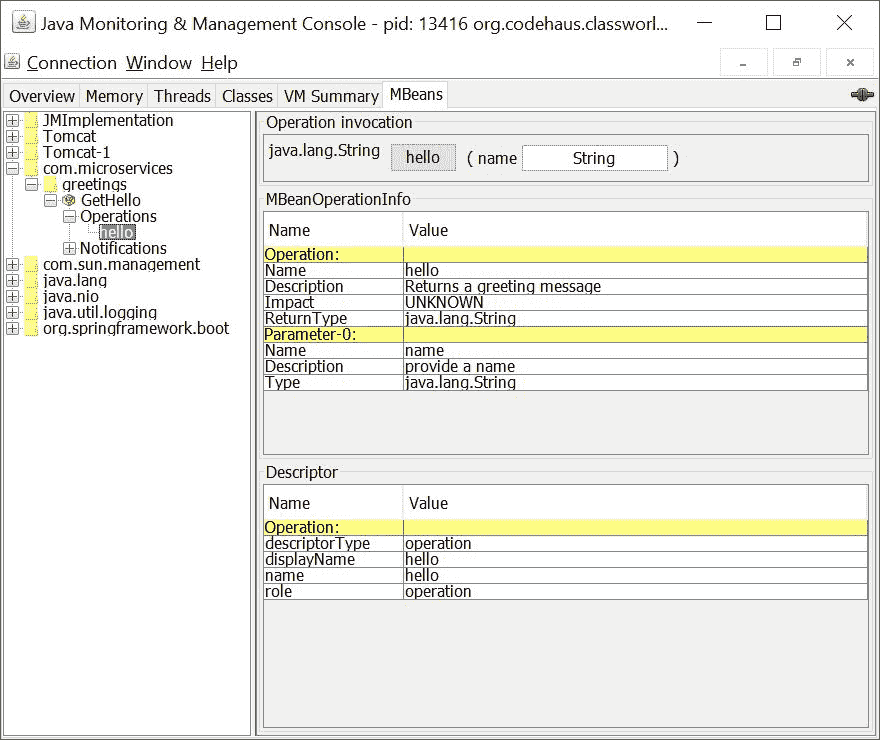 Java Monitoring & Management Console - pid: 13416 org.codehaus.classworl...
Connection Window Help
Overview Memory Threads Classes VM Summary MBeans
JMImplementation
Tomcat
Tomcat-1
com.microservices
greetings
GetHello
Operations
hello
Notifications
com.sun.management
java.lang
java.nio
java.util.logging
org.springframework.boot
Operation invocation
java.lang.String hello ( name String )
MBeanOperationInfo
Name Value
Operation:
Name hello
Description Returns a greeting message
Impact UNKNOWN
ReturnType java.lang.String
Parameter-0:
Name name
Description provide a name
Type java.lang.String
Descriptor
Name Value
Operation:
descriptorType operation
displayName hello
name hello
role operation